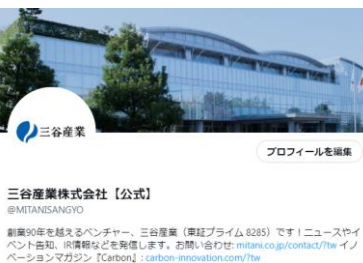 三谷産業
プロフィールを編集
三谷産業株式会社【公式】
@MITANISANGYO
創業90年を越えるベンチャー、三谷産業（東証プライム 8285）です！ニュースやイ
ベント告知、IR情報などを発信します。お問い合わせ: mitani.co.jp/contact/?tw イノ
ベーションマガジン『Carbon』: carbon-innovation.com/?tw